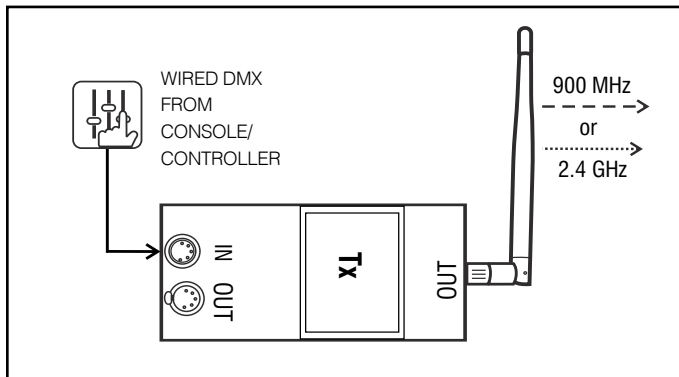 WIRED DMX
FROM
CONSOLE/
CONTROLLER
900 MHz
or
2.4 GHz
IN
OUT
Tx
OUT